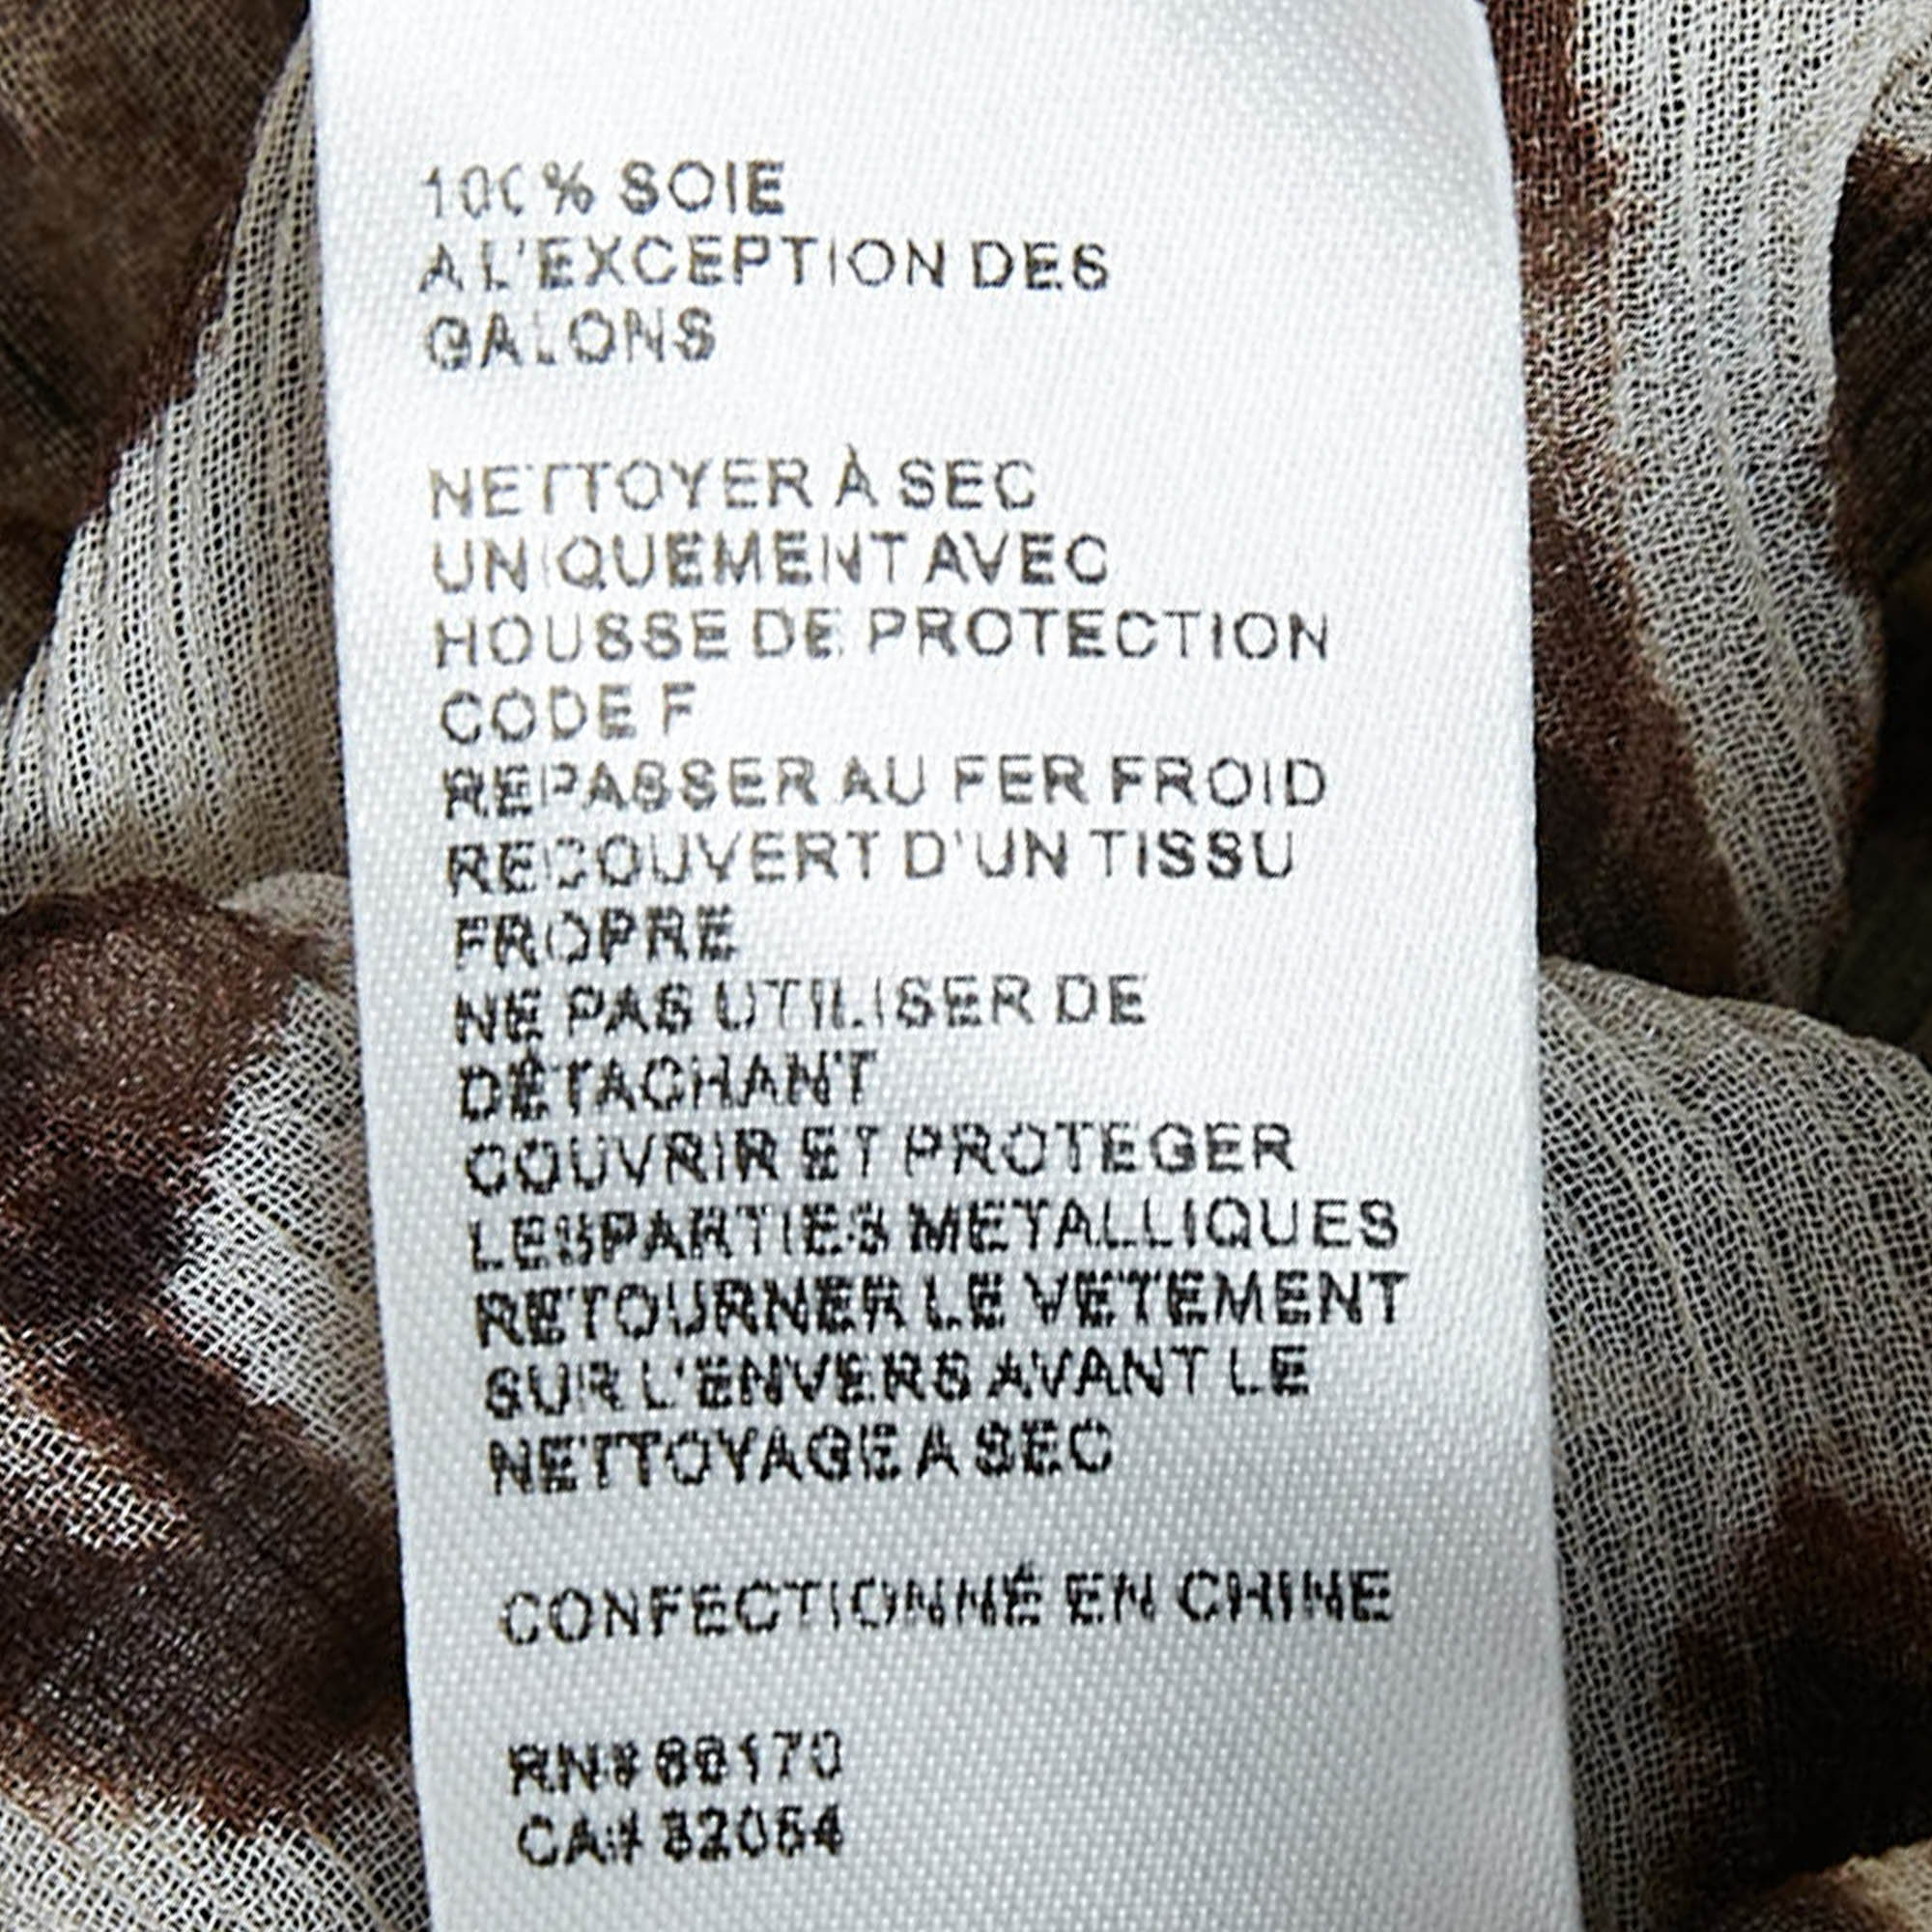 100% SOIE
A L'EXCEPTION DES
GALONS
NETTOYER À SEC
UNIQUEMENT AVEC
HOUSSE DE PROTECTION
CODE F
REPASSER AU FER FROID
RECOUVERT D'UN TISSU
PROPRE
NE PAS UTILISER DE
DÉTACHANT
COUVRIR ET PROTEGER
LES PARTIES METALLIQUES
RETOURNER LE VETEMENT
SUR L'ENVERS AVANT LE
NETTOYAGE A SEC
CONFECTIONNÉ EN CHINE
RN#
CA#